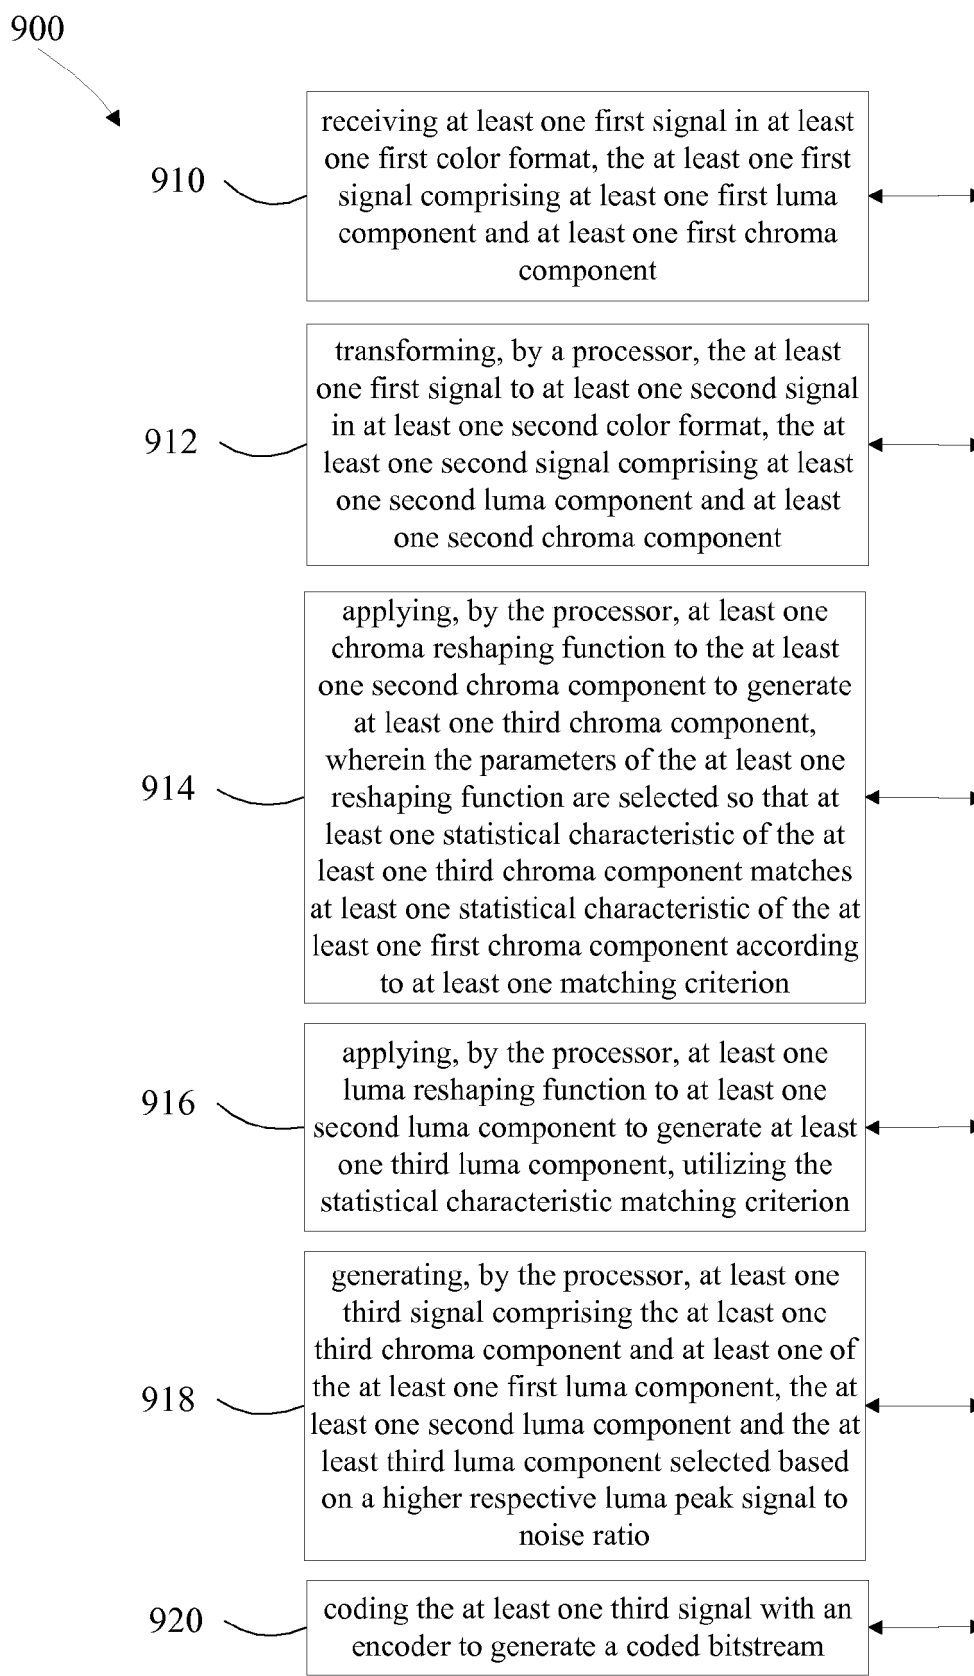 900
910
receiving at least one first signal in at least
one first color format, the at least one first
signal comprising at least one first luma
component and at least one first chroma
component
912
transforming, by a processor, the at least
one first signal to at least one second signal
in at least one second color format, the at
least one second signal comprising at least
one second luma component and at least
one second chroma component
914
applying, by the processor, at least one
chroma reshaping function to the at least
one second chroma component to generate
at least one third chroma component,
wherein the parameters of the at least one
reshaping function are selected so that at
least one statistical characteristic of the at
least one third chroma component matches
at least one statistical characteristic of the at
least one first chroma component according
to at least one matching criterion
916
applying, by the processor, at least one
luma reshaping function to at least one
second luma component to generate at least
one third luma component, utilizing the
statistical characteristic matching criterion
918
generating, by the processor, at least one
third signal comprising the at least one
third chroma component and at least one of
the at least one first luma component, the at
least one second luma component and the at
least third luma component selected based
on a higher respective luma peak signal to
noise ratio
920
coding the at least one third signal with an
encoder to generate a coded bitstream